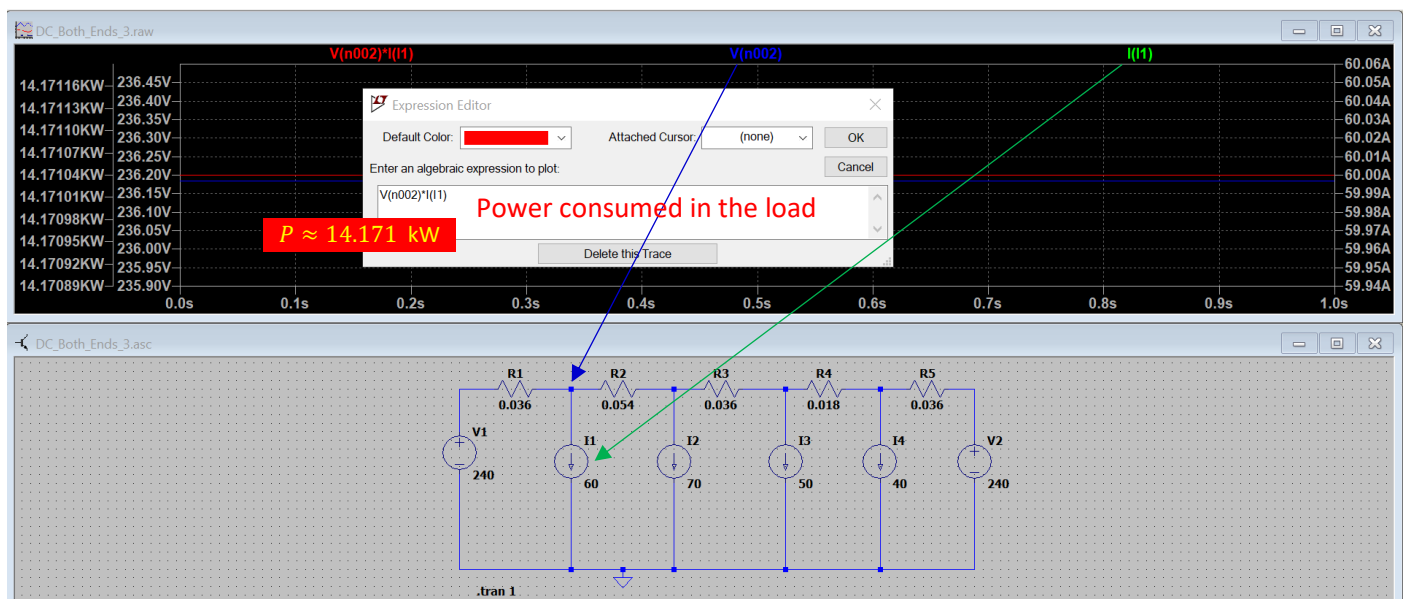 DC_Both_Ends_3.raw
V(n002)*I(I1) V(n002) I(I1)
14.17116KW 236.45V 60.06A
14.17113KW 236.40V 60.05A
14.17110KW 236.35V 60.04A
14.17107KW 236.30V 60.03A
14.17104KW 236.25V 60.02A
14.17101KW 236.20V 60.01A
14.17098KW 236.15V 60.00A
14.17095KW 236.10V 59.99A
14.17092KW 236.05V 59.98A
14.17089KW 236.00V 59.97A
235.95V 59.96A
235.90V 59.95A
59.94A
0.0s 0.1s 0.2s 0.3s 0.4s 0.5s 0.6s 0.7s 0.8s 0.9s 1.0s
Expression Editor
Default Color: Attached Cursor: (none) OK
Enter an algebraic expression to plot: Cancel
V(n002)*I(I1)
Power consumed in the load
P ≈ 14.171 kW
Delete this Trace
DC_Both_Ends_3.asc
R1 R2 R3 R4 R5
0.036 0.054 0.036 0.018 0.036
V1 I1 I2 I3 I4 V2
240 60 70 50 40 240
.tran 1